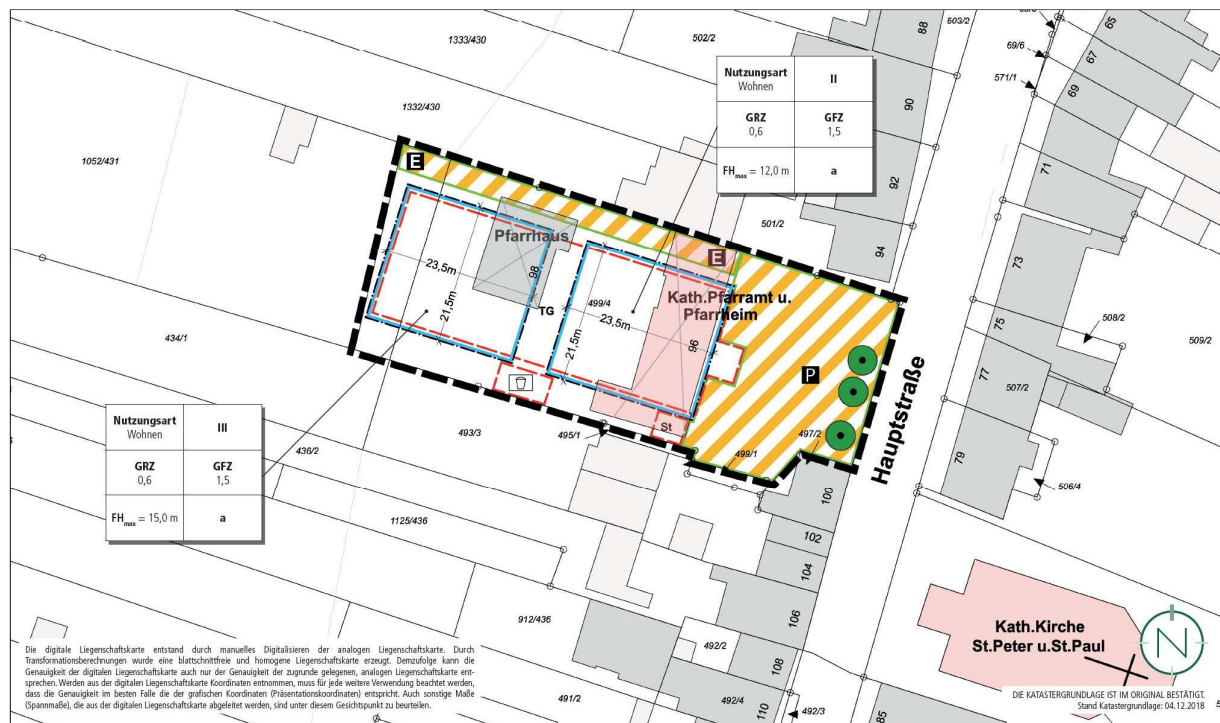 1333/430
502/2
88
603/2
69/6
571/1
65
67
69
1332/430
1052/431
90
92
94
71
Nutzungsart
Wohnen
II
GRZ
0,6
GFZ
1,5
FHmax = 12,0 m
a
501/2
E
Pfarrhaus
98
23,5m
21,5m
TG
499/4
E
Kath.Pfarramt u.
Pfarrheim
23,5m
21,5m
96
P
Hauptstraße
73
75
77
79
508/2
509/2
507/2
506/4
434/1
St
495/1
493/3
499/1
497/2
436/2
Nutzungsart
Wohnen
III
GRZ
0,6
GFZ
1,5
FHmax = 15,0 m
a
1125/436
912/436
100
102
104
106
108
110
492/2
492/4
492/3
491/2
85
Kath.Kirche
St.Peter u.St.Paul
N
Die digitale Liegenschaftskarte entstand durch manuelles Digitalisieren der analogen Liegenschaftskarte. Durch
Transformationsberechnungen wurde eine blattschnittfreie und homogene Liegenschaftskarte erzeugt. Demzufolge kann die
Genauigkeit der digitalen Liegenschaftskarte auch nur der Genauigkeit der zugrunde gelegenen, analogen Liegenschaftskarte ent-
sprechen. Werden aus der digitalen Liegenschaftskarte Koordinaten entnommen, muss für jede weitere Verwendung beachtet werden,
dass die Genauigkeit im besten Falle die der grafischen Koordinaten (Präsentationskoordinaten) entspricht. Auch sonstige Maße
(Spannmaße), die aus der digitalen Liegenschaftskarte abgeleitet werden, sind unter diesem Gesichtspunkt zu beurteilen.
DIE KATASTERGRUNDLAGE IST IM ORIGINAL BESTÄTIGT.
Stand Katastergrundlage: 04.12.2018